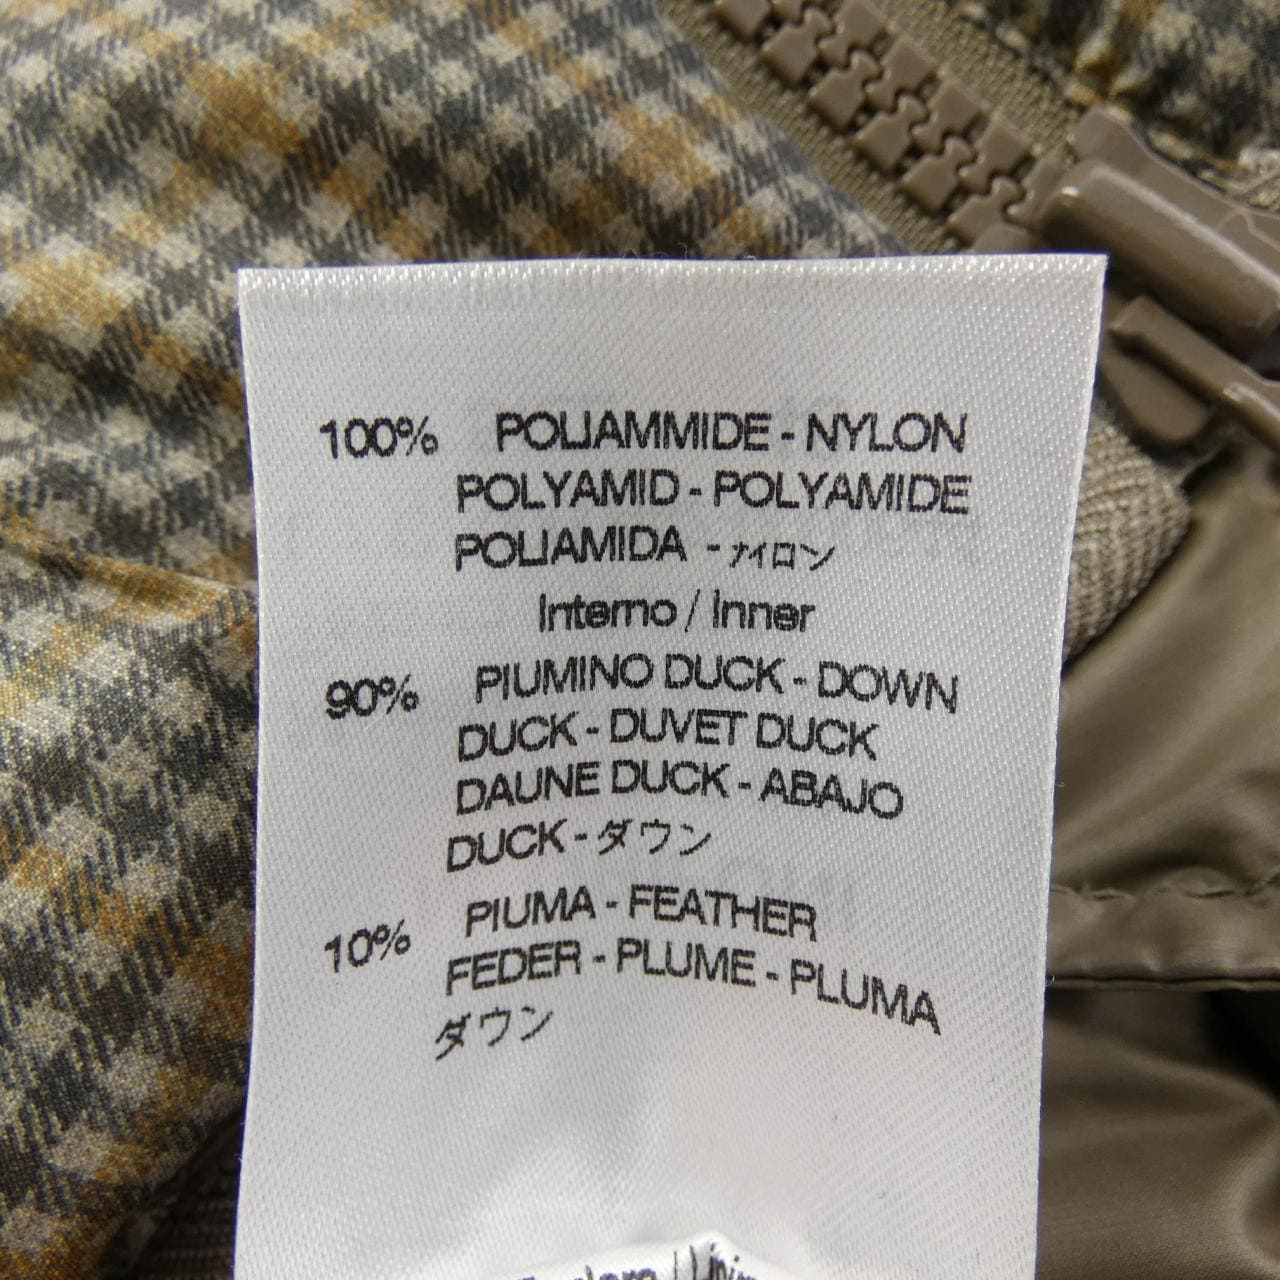 100% POLIAMMIDE - NYLON
POLYAMID - POLYAMIDE
POLIAMIDA - ナイロン
Interno / Inner
90% PIUMINO DUCK - DOWN
DUCK - DUVET DUCK
DAUNE DUCK - ABAJO
DUCK - ダウン
10% PIUMA - FEATHER
FEDER - PLUME - PLUMA
ダウン